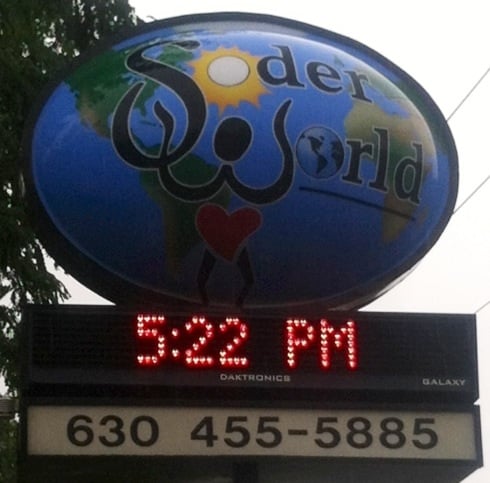 Soder
World
5:22 PM
DAKTRONICS GALAXY
630 455-5885